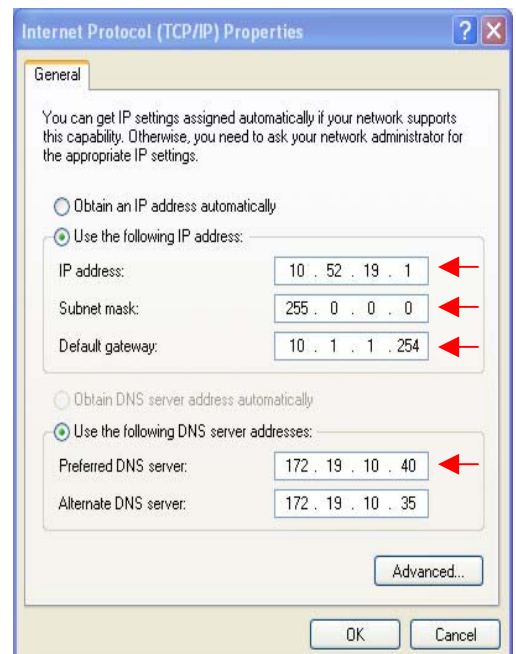 Internet Protocol (TCP/IP) Properties
General
You can get IP settings assigned automatically if your network supports
this capability. Otherwise, you need to ask your network administrator for
the appropriate IP settings.
Obtain an IP address automatically
Use the following IP address:
IP address: 10 . 52 . 19 . 1
Subnet mask: 255 . 0 . 0 . 0
Default gateway: 10 . 1 . 1 . 254
Obtain DNS server address automatically
Use the following DNS server addresses:
Preferred DNS server: 172 . 19 . 10 . 40
Alternate DNS server: 172 . 19 . 10 . 35
Advanced...
OK Cancel